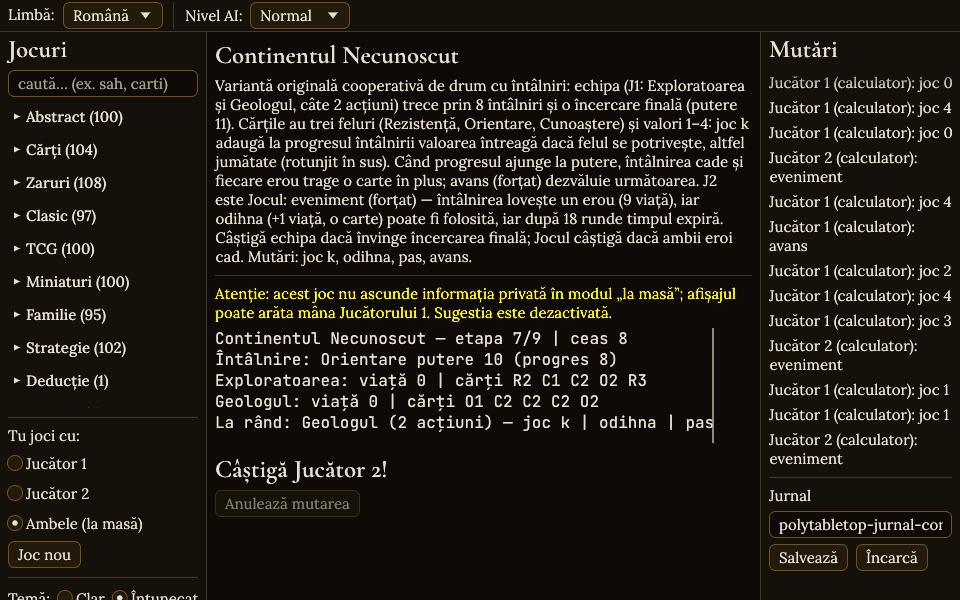 Limbă: Română ▼ Nivel AI: Normal ▼
Jocuri
caută... (ex. sah, carti)
▸ Abstract (100)
▸ Cărți (104)
▸ Zaruri (108)
▸ Clasic (97)
▸ TCG (100)
▸ Miniaturi (100)
▸ Familie (95)
▸ Strategie (102)
▸ Deducție (1)
Tu joci cu:
Jucător 1
Jucător 2
Ambele (la masă)
Joc nou
Temă: Clar Întunecat
Continentul Necunoscut
Variantă originală cooperativă de drum cu întâlniri: echipa (J1: Exploratoarea
și Geologul, câte 2 acțiuni) trece prin 8 întâlniri și o încercare finală (putere
11). Cărțile au trei feluri (Rezistență, Orientare, Cunoaștere) și valori 1–4: joc k
adaugă la progresul întâlnirii valoarea întreagă dacă felul se potrivește, altfel
jumătate (rotunjit în sus). Când progresul ajunge la putere, întâlnirea cade și
fiecare erou trage o carte în plus; avans (forțat) dezvăluie următoarea. J2
este Jocul: eveniment (forțat) — întâlnirea lovește un erou (9 viață), iar
odihna (+1 viață, o carte) poate fi folosită, iar după 18 runde timpul expiră.
Câștigă echipa dacă învinge încercarea finală; Jocul câștigă dacă ambii eroi
cad. Mutări: joc k, odihna, pas, avans.
Atenție: acest joc nu ascunde informația privată în modul „la masă”; afișajul
poate arăta mâna Jucătorului 1. Sugestia este dezactivată.
Continentul Necunoscut — etapa 7/9 | ceas 8
Întâlnire: Orientare putere 10 (progres 8)
Exploratoarea: viață 0 | cărți R2 C1 C2 O2 R3
Geologul: viață 0 | cărți O1 C2 C2 C2 O2
La rând: Geologul (2 acțiuni) — joc k | odihna | pas
Câștigă Jucător 2!
Anulează mutarea
Mutări
Jucător 1 (calculator): joc 0
Jucător 1 (calculator): joc 4
Jucător 1 (calculator): joc 0
Jucător 2 (calculator):
eveniment
Jucător 1 (calculator): joc 4
Jucător 1 (calculator):
avans
Jucător 1 (calculator): joc 2
Jucător 1 (calculator): joc 4
Jucător 1 (calculator): joc 3
Jucător 2 (calculator):
eveniment
Jucător 1 (calculator): joc 1
Jucător 1 (calculator): joc 1
Jucător 2 (calculator):
eveniment
Jurnal
polytabletop-jurnal-cor
Salvează Încarcă